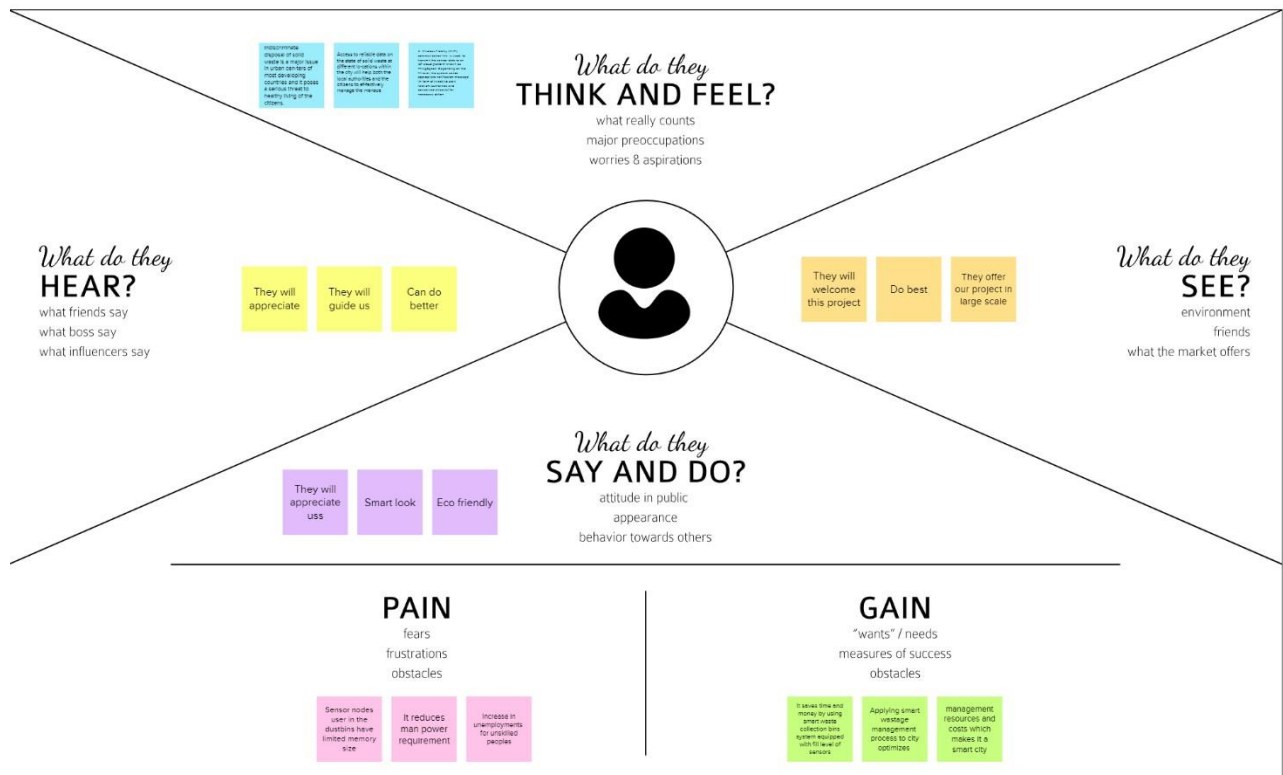 Indiscriminate
disposal of solid
waste is a major issue
in urban centers of
most developing
countries and it poses
a serious threat to
healthy living of the
citizens.
Access to reliable data on
the state of solid waste at
different locations within
the city will help both the
local authorities and the
citizens to effectively
manage the menace
What do they
THINK AND FEEL?
what really counts
major preoccupations
worries & aspirations
What do they
HEAR?
what friends say
what boss say
what influencers say
They will
appreciate
They will
guide us
Can do
better
They will
welcome
this project
Do best
They offer
our project in
large scale
What do they
SEE?
environment
friends
what the market offers
What do they
SAY AND DO?
attitude in public
appearance
behavior towards others
They will
appreciate
uss
Smart look
Eco friendly
PAIN
fears
frustrations
obstacles
Sensor nodes
user in the
dustbins have
limited memory
size
It reduces
man power
requirement
Increase in
unemployments
for unskilled
peoples
GAIN
"wants" / needs
measures of success
obstacles
It saves time and
money by using
smart waste
collection bins
system equipped
with fill level of
sensors
Applying smart
wastage
management
process to city
optimizes
management
resources and
costs which
makes it a
smart city